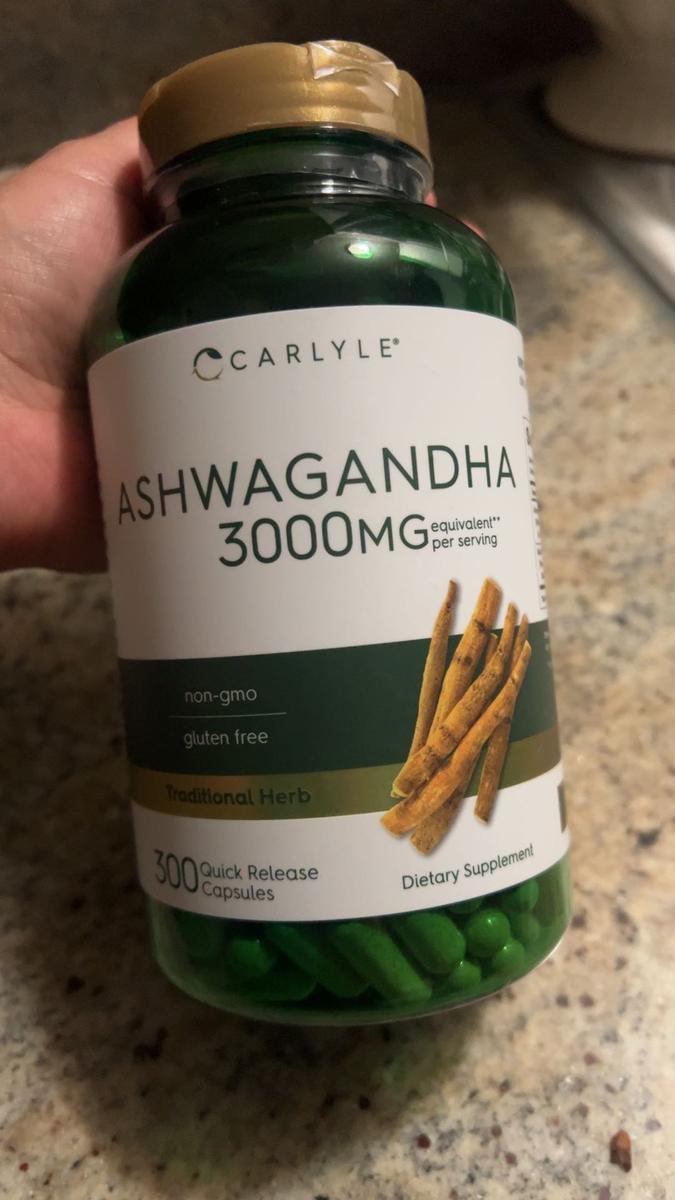 CARLYLE®
ASHWAGANDHA
3000MG equivalent**
per serving
non-gmo
gluten free
Traditional Herb
300 Quick Release
Capsules
Dietary Supplement